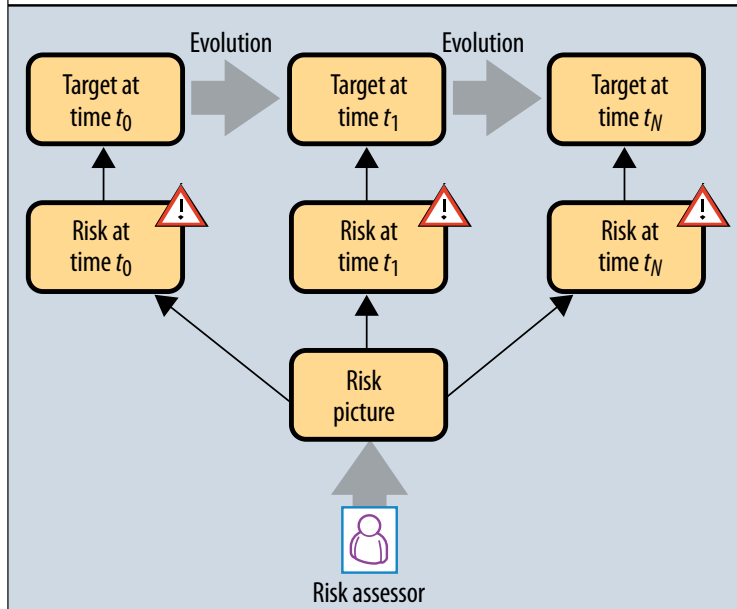 Evolution
Evolution
Target at
time t0
Target at
time t1
Target at
time tN
!
!
!
Risk at
time t0
Risk at
time t1
Risk at
time tN
Risk
picture
Risk assessor